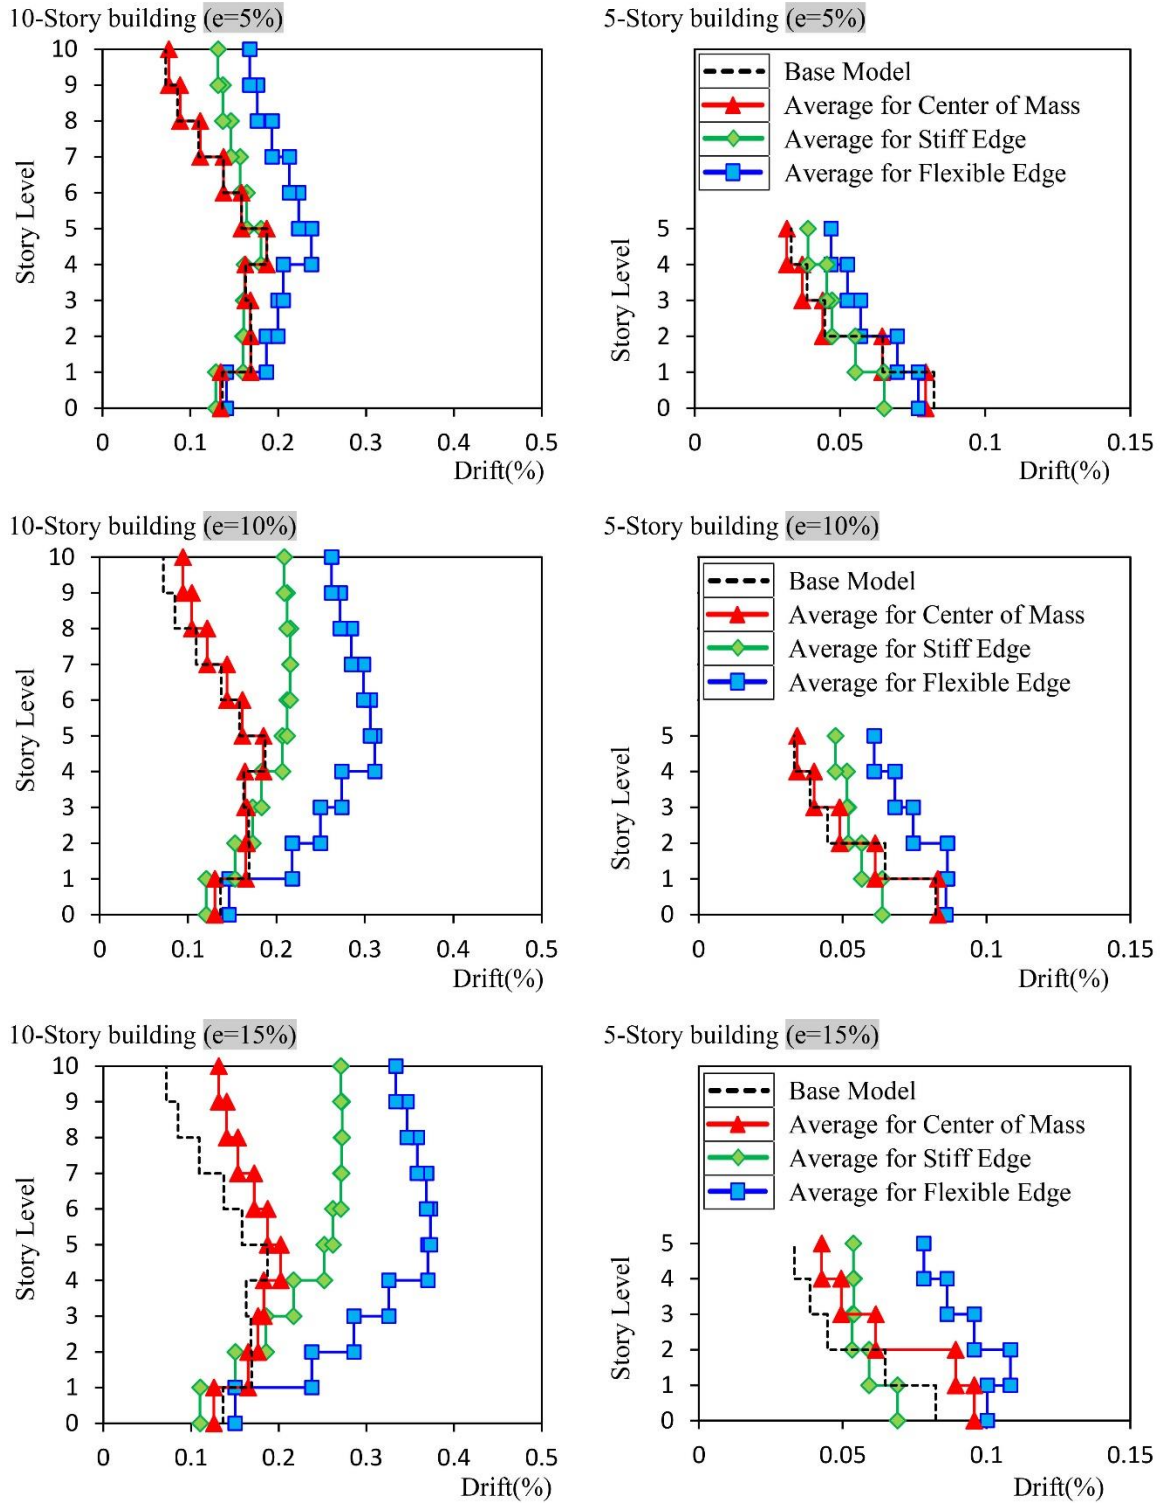 10-Story building (e=5%)
10
9
8
7
6
5
4
3
2
1
0
Story Level
0 0.1 0.2 0.3 0.4 0.5
Drift(%)
5-Story building (e=5%)
Base Model
Average for Center of Mass
Average for Stiff Edge
Average for Flexible Edge
5
4
3
2
1
0
Story Level
0 0.05 0.1 0.15
Drift(%)
10-Story building (e=10%)
10
9
8
7
6
5
4
3
2
1
0
Story Level
0 0.1 0.2 0.3 0.4 0.5
Drift(%)
5-Story building (e=10%)
Base Model
Average for Center of Mass
Average for Stiff Edge
Average for Flexible Edge
5
4
3
2
1
0
Story Level
0 0.05 0.1 0.15
Drift(%)
10-Story building (e=15%)
10
9
8
7
6
5
4
3
2
1
0
Story Level
0 0.1 0.2 0.3 0.4 0.5
Drift(%)
5-Story building (e=15%)
Base Model
Average for Center of Mass
Average for Stiff Edge
Average for Flexible Edge
5
4
3
2
1
0
Story Level
0 0.05 0.1 0.15
Drift(%)